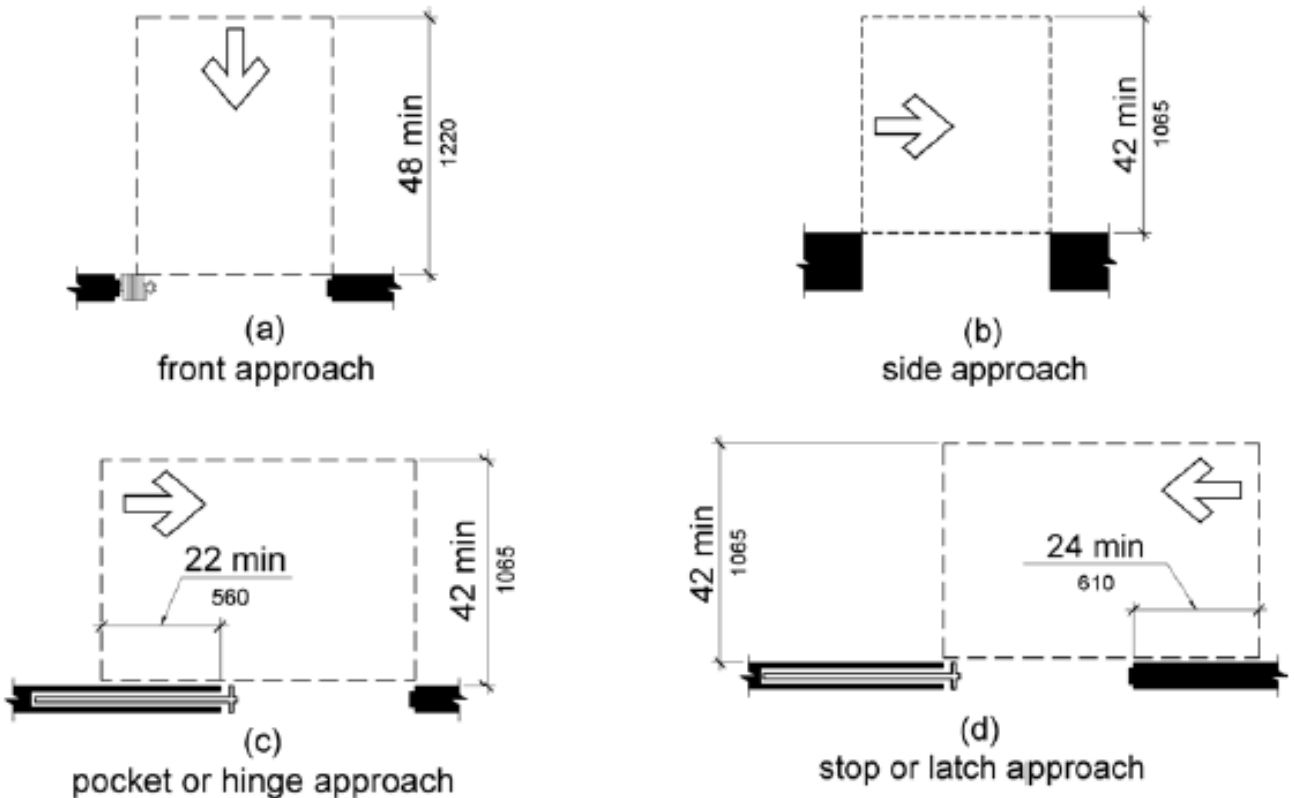 48 min
1220
(a)
front approach
42 min
1065
(b)
side approach
22 min
560
42 min
1065
(c)
pocket or hinge approach
42 min
1065
24 min
610
(d)
stop or latch approach